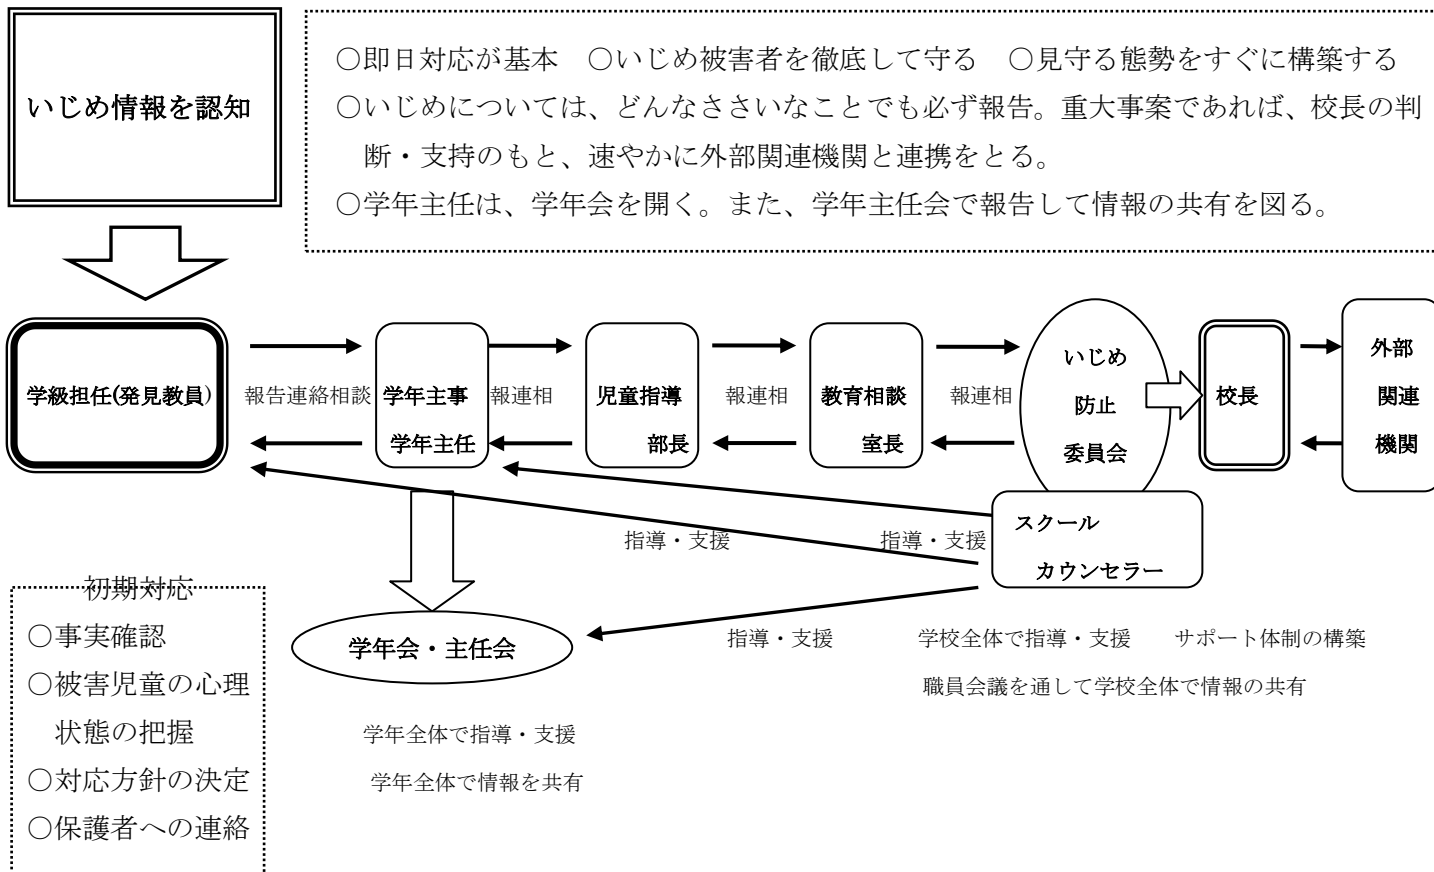 いじめ情報を認知
○即日対応が基本　○いじめ被害者を徹底して守る　○見守る態勢をすぐに構築する
○いじめについては、どんなささいなことでも必ず報告。重大事案であれば、校長の判
断・支持のもと、速やかに外部関連機関と連携をとる。
○学年主任は、学年会を開く。また、学年主任会で報告して情報の共有を図る。
学級担任(発見教員)
報告連絡相談
学年主事
学年主任
報連相
児童指導
部長
報連相
教育相談
室長
報連相
いじめ
防止
委員会
校長
外部
関連
機関
スクール
カウンセラー
指導・支援
指導・支援
初期対応
○事実確認
○被害児童の心理
状態の把握
○対応方針の決定
○保護者への連絡
学年会・主任会
指導・支援
学校全体で指導・支援　サポート体制の構築
職員会議を通して学校全体で情報の共有
学年全体で指導・支援
学年全体で情報を共有